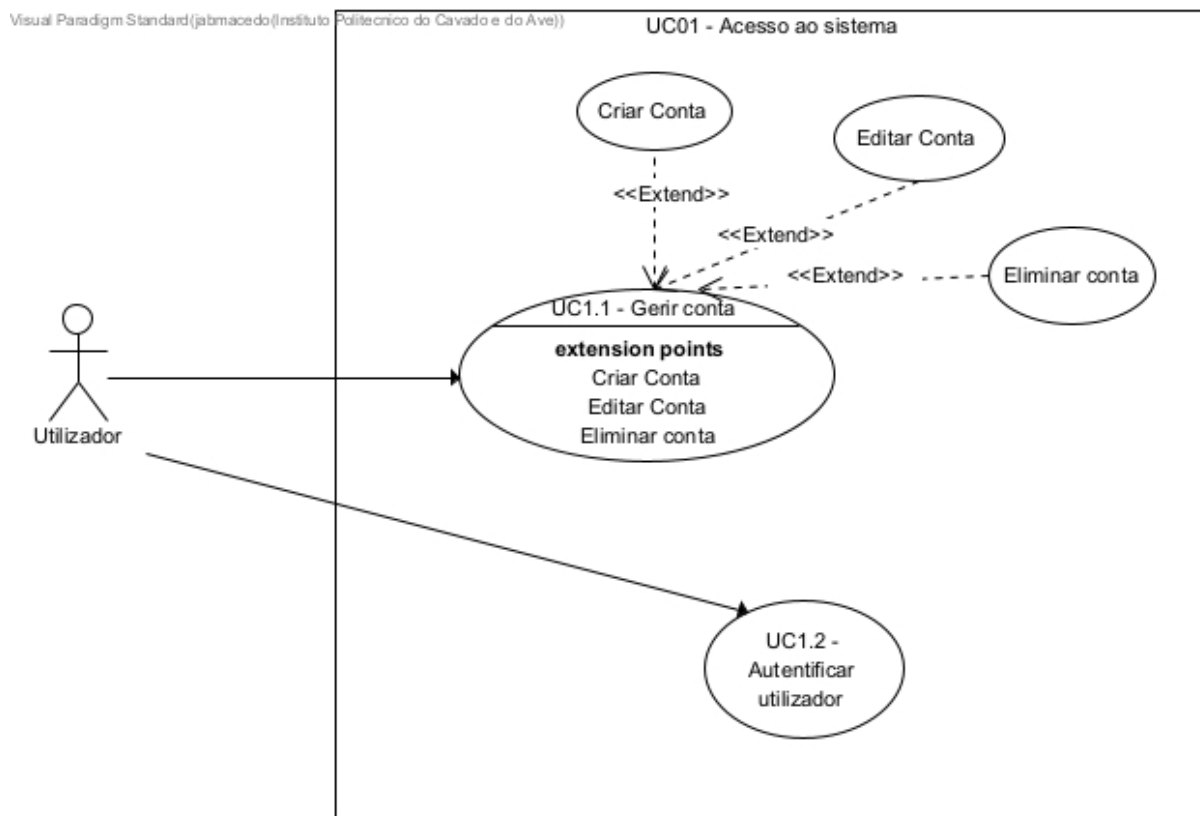 Visual Paradigm Standard(jabmacedo(Instituto Politecnico do Cavado e do Ave))
UC01 - Acesso ao sistema
Criar Conta
Editar Conta
<<Extend>>
<<Extend>>
<<Extend>>
Eliminar conta
UC1.1 - Gerir conta
extension points
Criar Conta
Editar Conta
Eliminar conta
Utilizador
UC1.2 -
Autentificar
utilizador